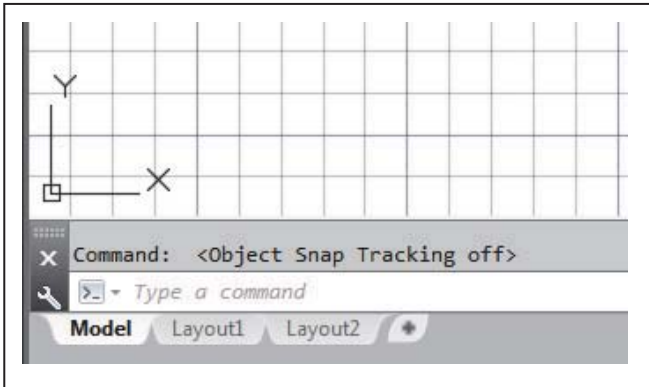 Y
X
Command: <Object Snap Tracking off>
Type a command
Model Layout1 Layout2